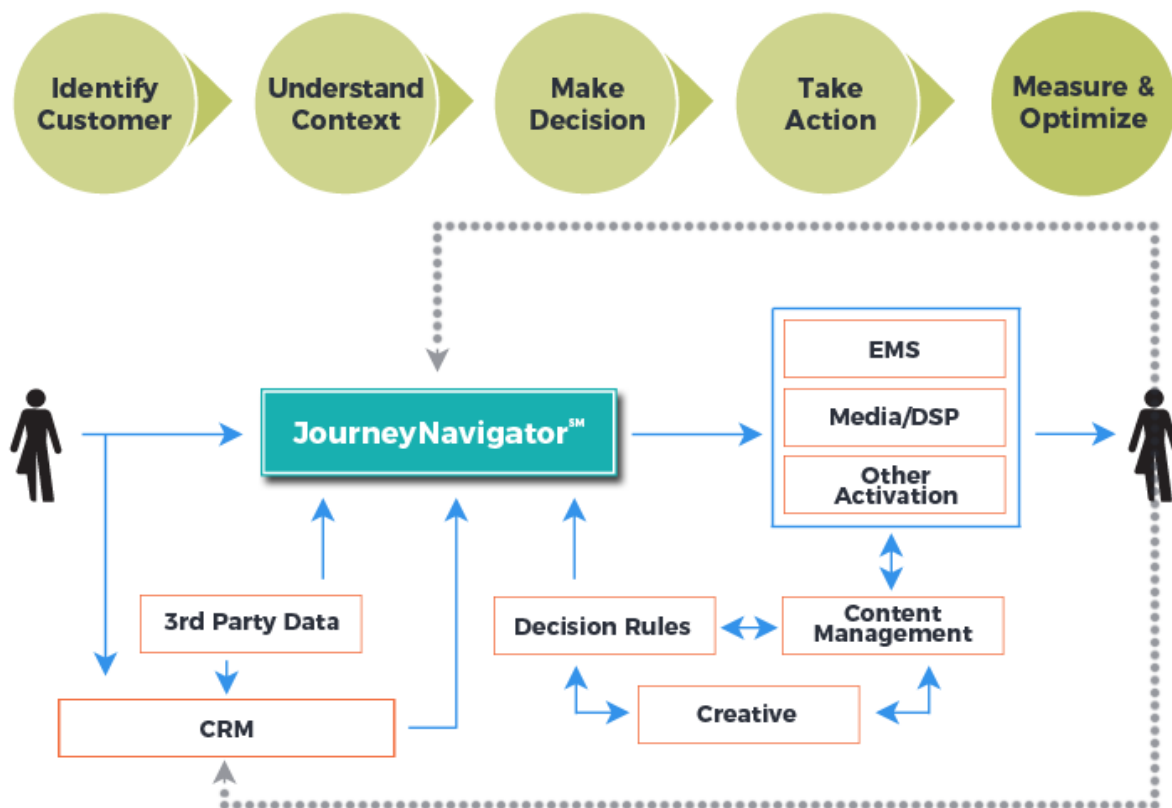 Identify
Customer
Understand
Context
Make
Decision
Take
Action
Measure &
Optimize
EMS
Media/DSP
Other
Activation
JourneyNavigator℠
3rd Party Data
CRM
Decision Rules
Content
Management
Creative